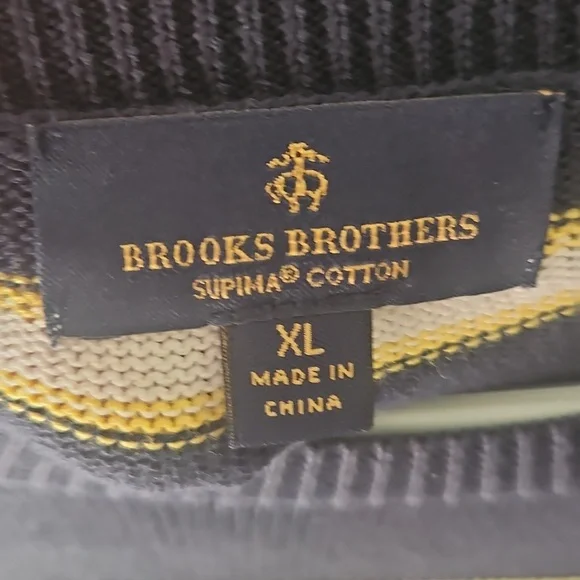 BROOKS BROTHERS
SUPIMA® COTTON
XL
MADE IN
CHINA